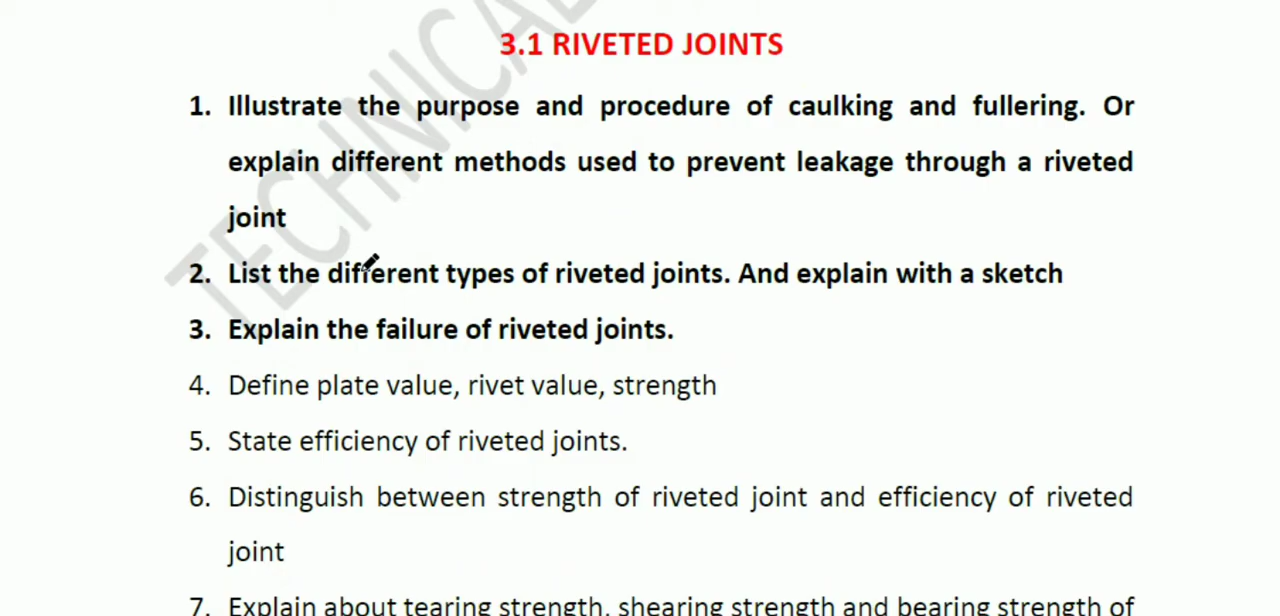 3.1 RIVETED JOINTS
1. Illustrate the purpose and procedure of caulking and fullering. Or
explain different methods used to prevent leakage through a riveted
joint
2. List the different types of riveted joints. And explain with a sketch
3. Explain the failure of riveted joints.
4. Define plate value, rivet value, strength
5. State efficiency of riveted joints.
6. Distinguish between strength of riveted joint and efficiency of riveted
joint
7. Explain about tearing strength, shearing strength and bearing strength of
TECHNICAL